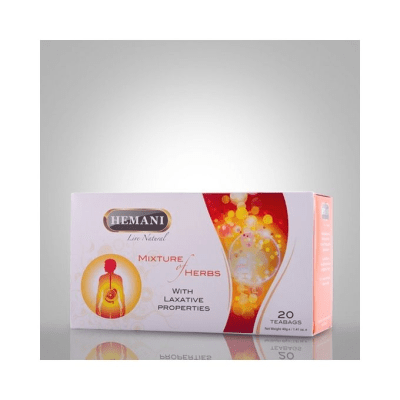 HEMANI
Live Natural
MIXTURE
of HERBS
WITH
LAXATIVE
PROPERTIES
20
TEABAGS